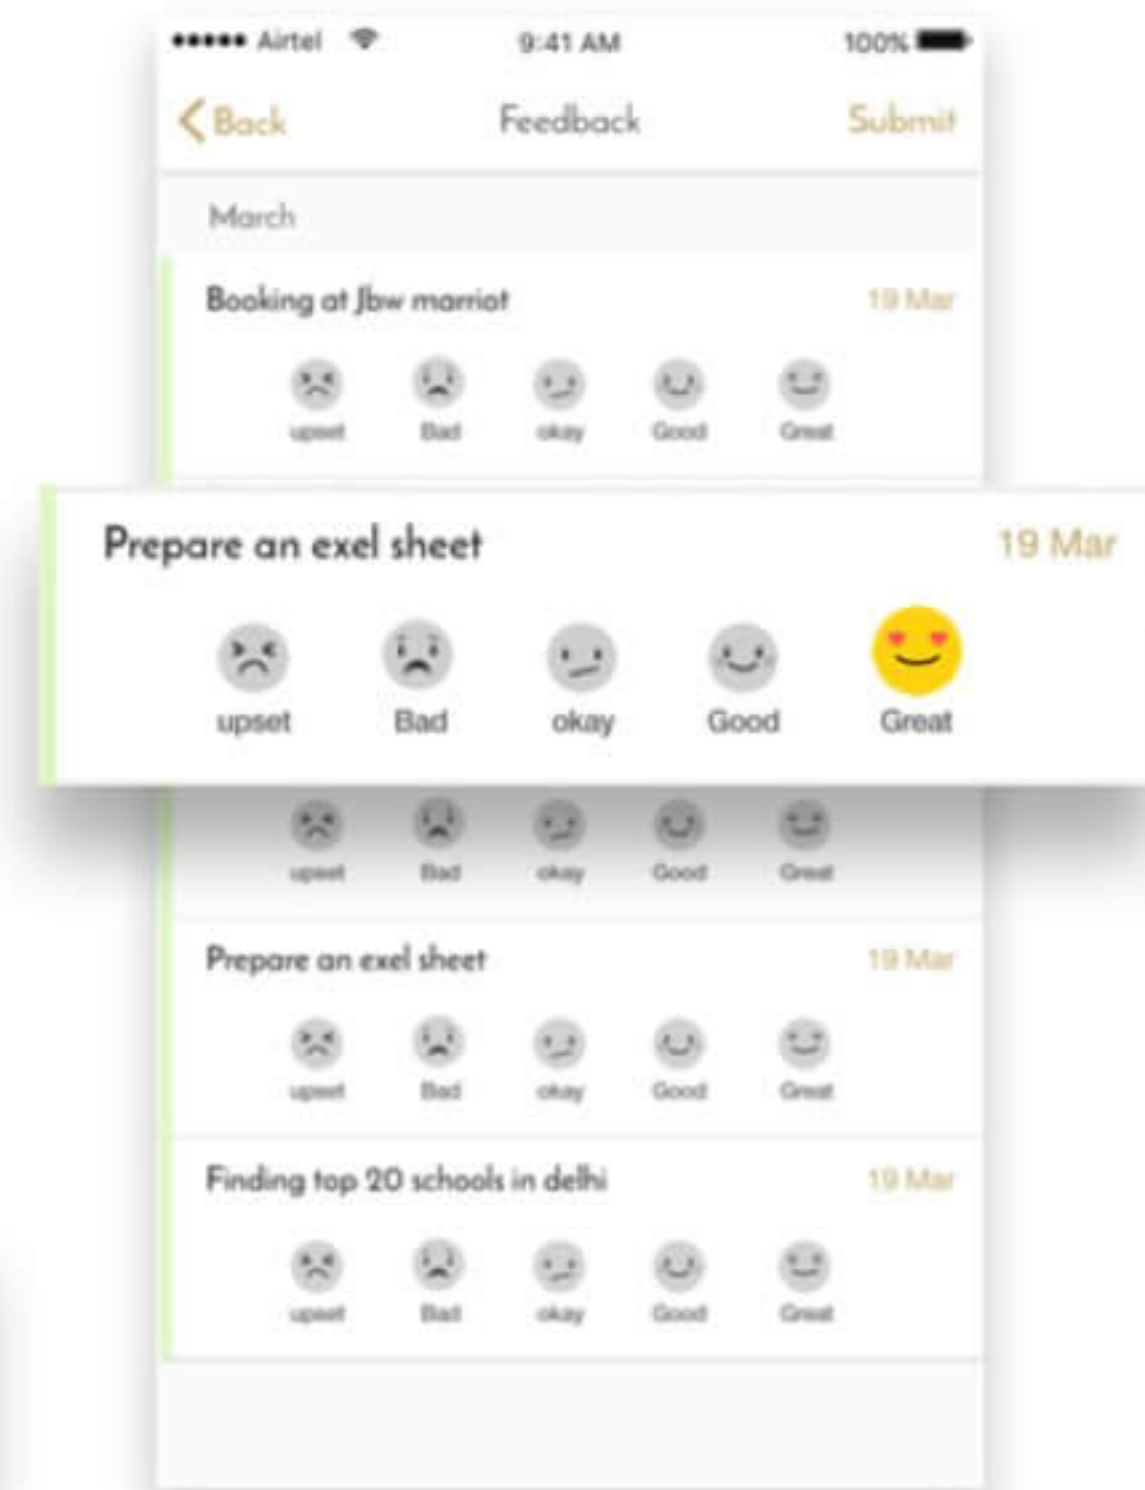 Airtel 9:41 AM 100%
Back Feedback Submit
March
Booking at Jbw marriot 19 Mar
upset Bad okay Good Great
Prepare an exel sheet 19 Mar
upset Bad okay Good Great
upset Bad okay Good Great
Prepare an exel sheet 19 Mar
upset Bad okay Good Great
Finding top 20 schools in delhi 19 Mar
upset Bad okay Good Great